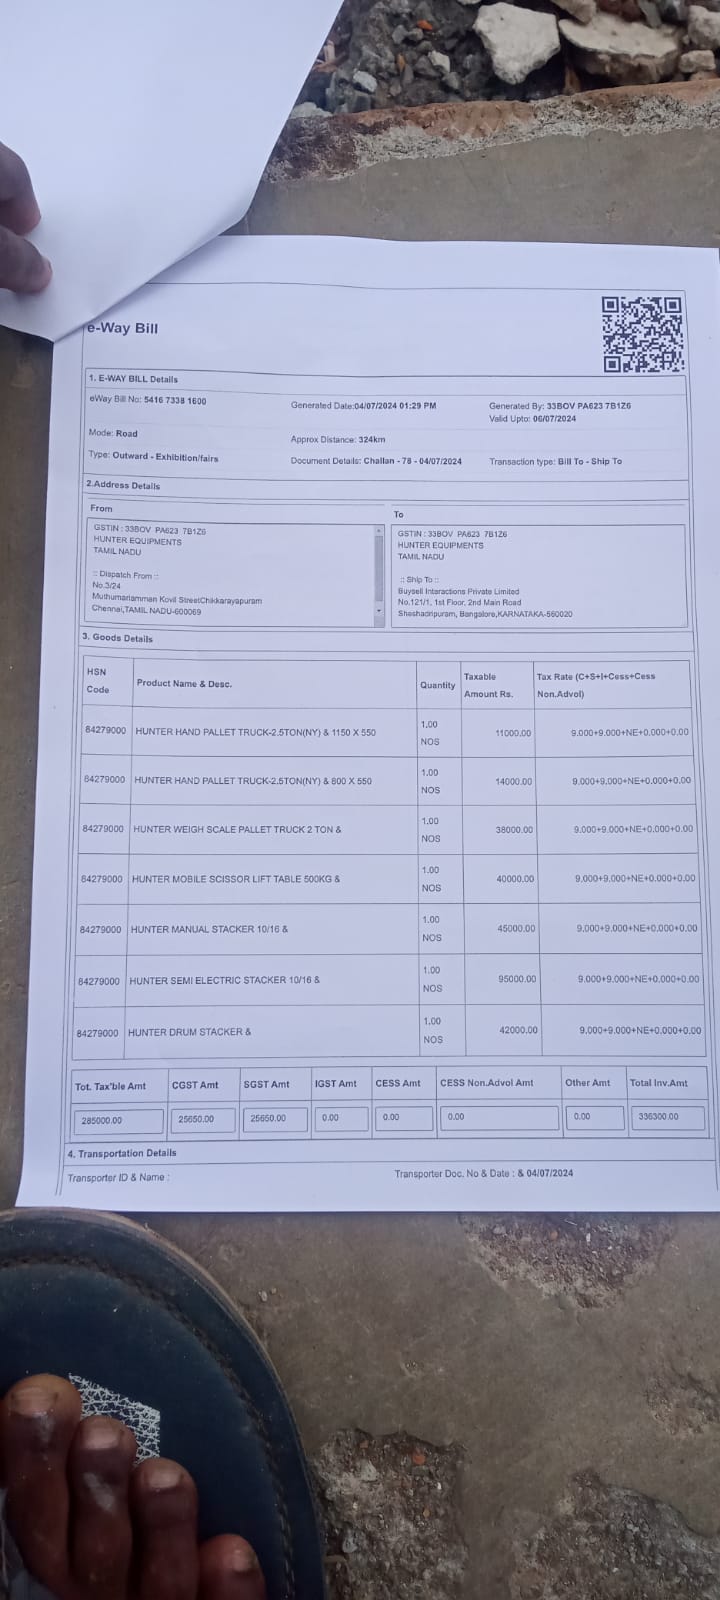 e-Way Bill
1. E-WAY BILL Details
eWay Bill No: 5416 7338 1600
Generated Date:04/07/2024 01:29 PM
Generated By: 33BOV PA623 7B1Z6
Valid Upto: 06/07/2024
Mode: Road
Approx Distance: 324km
Type: Outward - Exhibition/fairs
Document Details: Challan - 78 - 04/07/2024
Transaction type: Bill To - Ship To
2.Address Details
From
GSTIN : 33BOV PA623 7B1Z6
HUNTER EQUIPMENTS
TAMIL NADU
:: Dispatch From ::
No.3/24
Muthumariamman Kovil StreetChikkarayapuram
Chennai,TAMIL NADU-600069
To
GSTIN : 33BOV PA623 7B1Z6
HUNTER EQUIPMENTS
TAMIL NADU
:: Ship To ::
Buysell Interactions Private Limited
No.121/1, 1st Floor, 2nd Main Road
Sheshadripuram, Bangalore,KARNATAKA-560020
3. Goods Details
HSN Code Product Name & Desc. Quantity Taxable Amount Rs. Tax Rate (C+S+I+Cess+Cess Non.Advol)
84279000 HUNTER HAND PALLET TRUCK-2.5TON(NY) & 1150 X 550 1.00 NOS 11000.00 9.000+9.000+NE+0.000+0.00
84279000 HUNTER HAND PALLET TRUCK-2.5TON(NY) & 800 X 550 1.00 NOS 14000.00 9.000+9.000+NE+0.000+0.00
84279000 HUNTER WEIGH SCALE PALLET TRUCK 2 TON & 1.00 NOS 38000.00 9.000+9.000+NE+0.000+0.00
84279000 HUNTER MOBILE SCISSOR LIFT TABLE 500KG & 1.00 NOS 40000.00 9.000+9.000+NE+0.000+0.00
84279000 HUNTER MANUAL STACKER 10/16 & 1.00 NOS 45000.00 9.000+9.000+NE+0.000+0.00
84279000 HUNTER SEMI ELECTRIC STACKER 10/16 & 1.00 NOS 95000.00 9.000+9.000+NE+0.000+0.00
84279000 HUNTER DRUM STACKER & 1.00 NOS 42000.00 9.000+9.000+NE+0.000+0.00
Tot. Tax'ble Amt CGST Amt SGST Amt IGST Amt CESS Amt CESS Non.Advol Amt Other Amt Total Inv.Amt
285000.00 25650.00 25650.00 0.00 0.00 0.00 0.00 336300.00
4. Transportation Details
Transporter ID & Name :
Transporter Doc. No & Date : & 04/07/2024